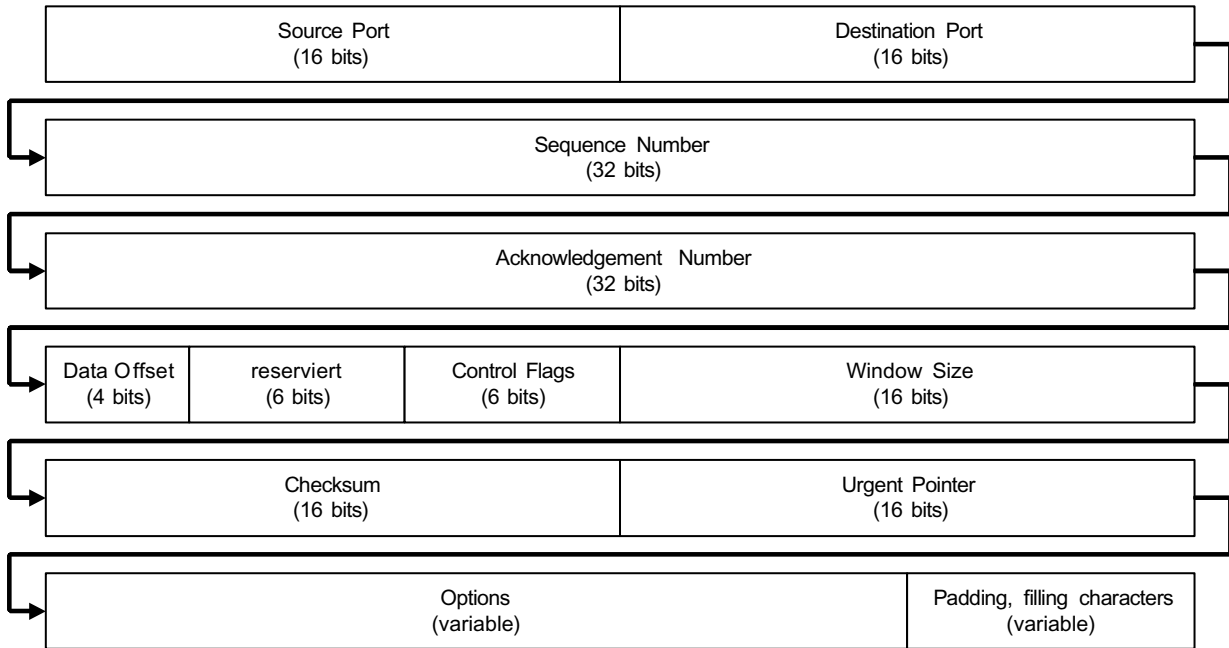 Source Port
(16 bits)
Destination Port
(16 bits)
Sequence Number
(32 bits)
Acknowledgement Number
(32 bits)
Data Offset
(4 bits)
reserviert
(6 bits)
Control Flags
(6 bits)
Window Size
(16 bits)
Checksum
(16 bits)
Urgent Pointer
(16 bits)
Options
(variable)
Padding, filling characters
(variable)